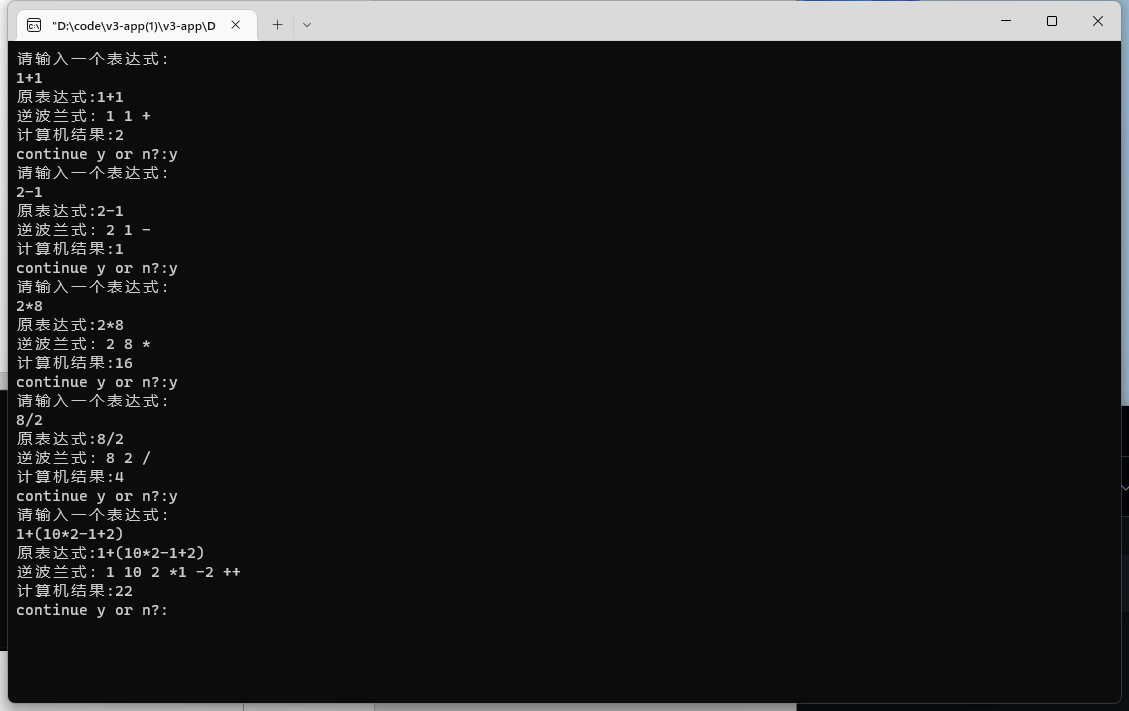 "D:\code\v3-app(1)\v3-app\D
请输入一个表达式:
1+1
原表达式:1+1
逆波兰式: 1 1 +
计算机结果:2
continue y or n?:y
请输入一个表达式:
2-1
原表达式:2-1
逆波兰式: 2 1 -
计算机结果:1
continue y or n?:y
请输入一个表达式:
2*8
原表达式:2*8
逆波兰式: 2 8 *
计算机结果:16
continue y or n?:y
请输入一个表达式:
8/2
原表达式:8/2
逆波兰式: 8 2 /
计算机结果:4
continue y or n?:y
请输入一个表达式:
1+(10*2-1+2)
原表达式:1+(10*2-1+2)
逆波兰式: 1 10 2 *1 -2 ++
计算机结果:22
continue y or n?: